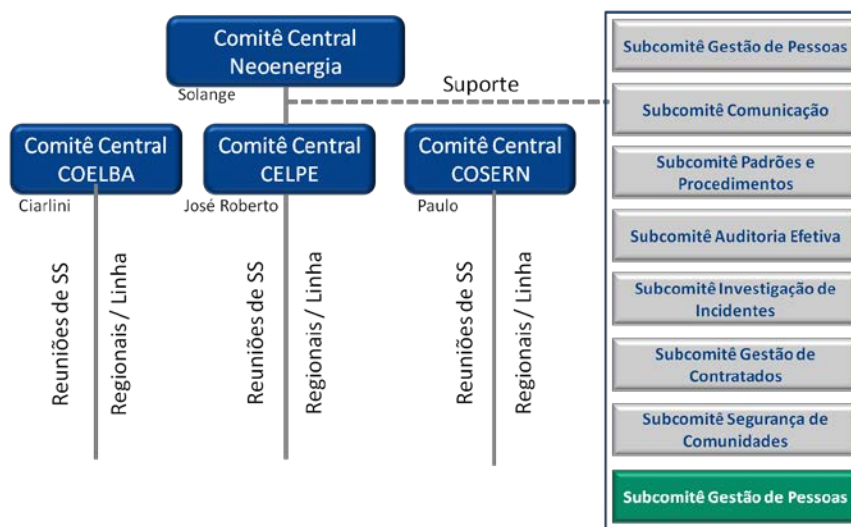 Comitê Central
Neoenergia
Solange
Suporte
Comitê Central
COELBA
Ciarlini
Comitê Central
CELPE
José Roberto
Comitê Central
COSERN
Paulo
Reuniões de SS
Regionais / Linha
Reuniões de SS
Regionais / Linha
Reuniões de SS
Regionais / Linha
Subcomitê Gestão de Pessoas
Subcomitê Comunicação
Subcomitê Padrões e
Procedimentos
Subcomitê Auditoria Efetiva
Subcomitê Investigação de
Incidentes
Subcomitê Gestão de
Contratados
Subcomitê Segurança de
Comunidades
Subcomitê Gestão de Pessoas